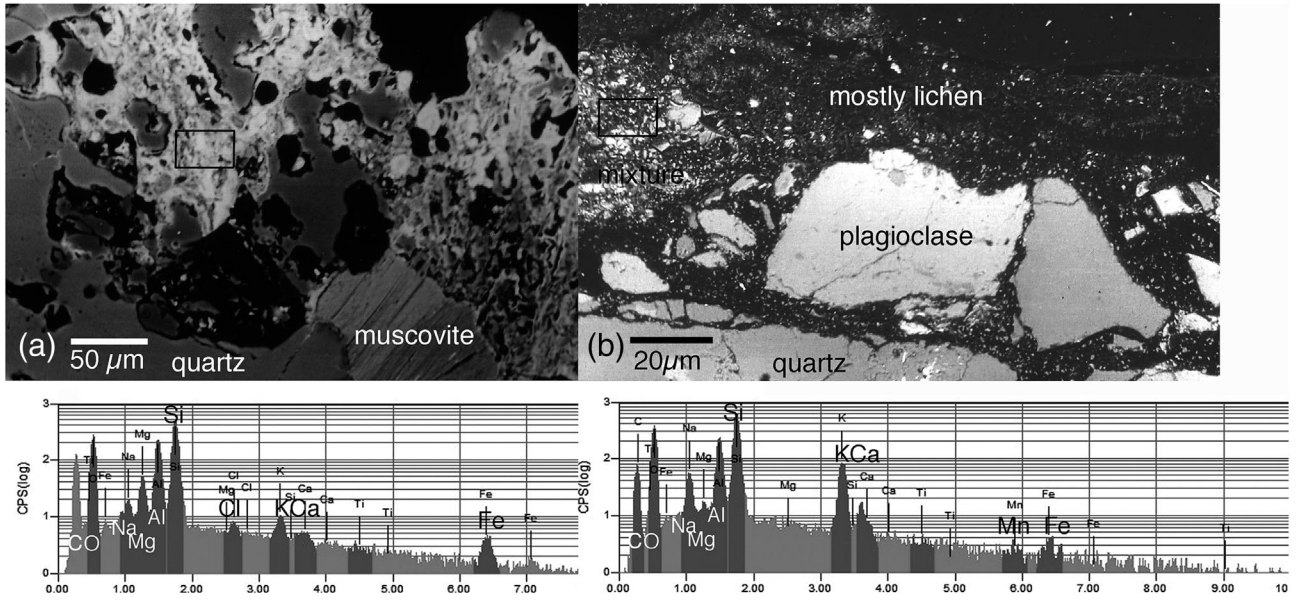 mostly lichen
mixture
plagioclase
muscovite
(a)
50 µm
quartz
(b)
20µm
quartz
3
2
1
0
CPS(log)
C
O
Ti
O
Fe
Na
Na
Mg
Mg
Al
Al
Si
Si
Mg
Cl
Cl
Cl
K
Si
KCa
Ca
Ca
Ti
Ti
Fe
Fe
Fe
0.00 1.00 2.00 3.00 4.00 5.00 6.00 7.00
3
2
1
0
CPS(log)
C
C
O
Ti
O
Fe
Na
Na
Mg
Mg
Al
Al
Si
Si
Mg
K
KCa
Si
Ca
Ca
Ti
Ti
Mn
Mn
Fe
Fe
Fe
Ti
0.00 1.00 2.00 3.00 4.00 5.00 6.00 7.00 8.00 9.00 10